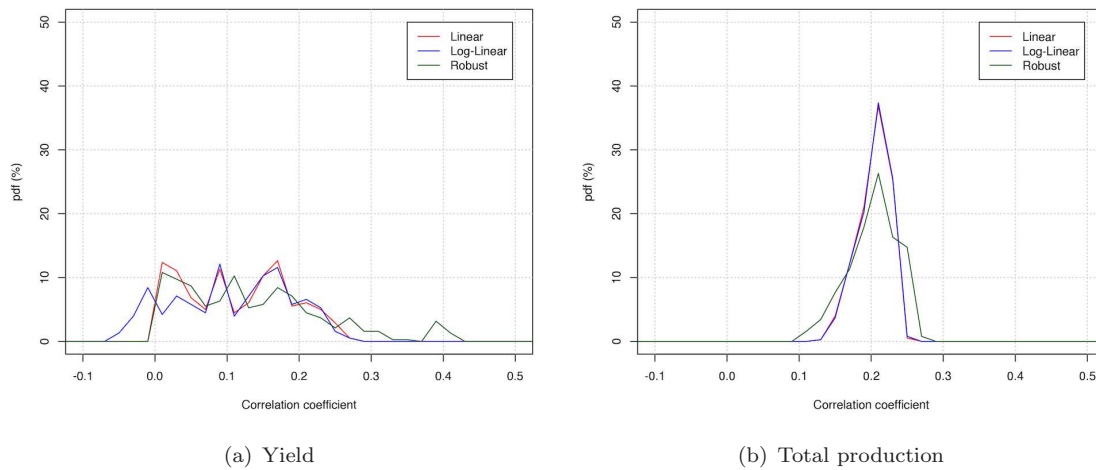 50
40
30
20
10
0
pdf (%)
Linear
Log-Linear
Robust
-0.1 0.0 0.1 0.2 0.3 0.4 0.5
Correlation coefficient
(a) Yield
50
40
30
20
10
0
pdf (%)
Linear
Log-Linear
Robust
-0.1 0.0 0.1 0.2 0.3 0.4 0.5
Correlation coefficient
(b) Total production